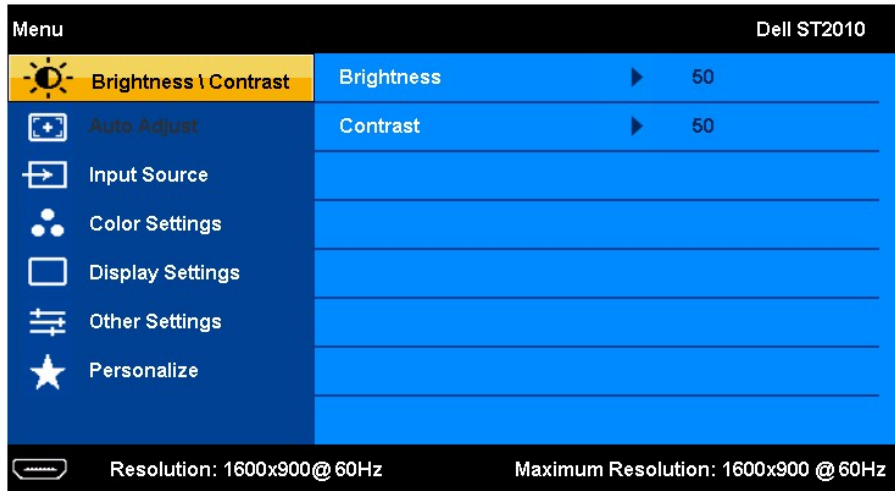 Menu Dell ST2010
Brightness \ Contrast Brightness 50
Auto Adjust Contrast 50
Input Source
Color Settings
Display Settings
Other Settings
Personalize
Resolution: 1600x900@60Hz Maximum Resolution: 1600x900 @60Hz